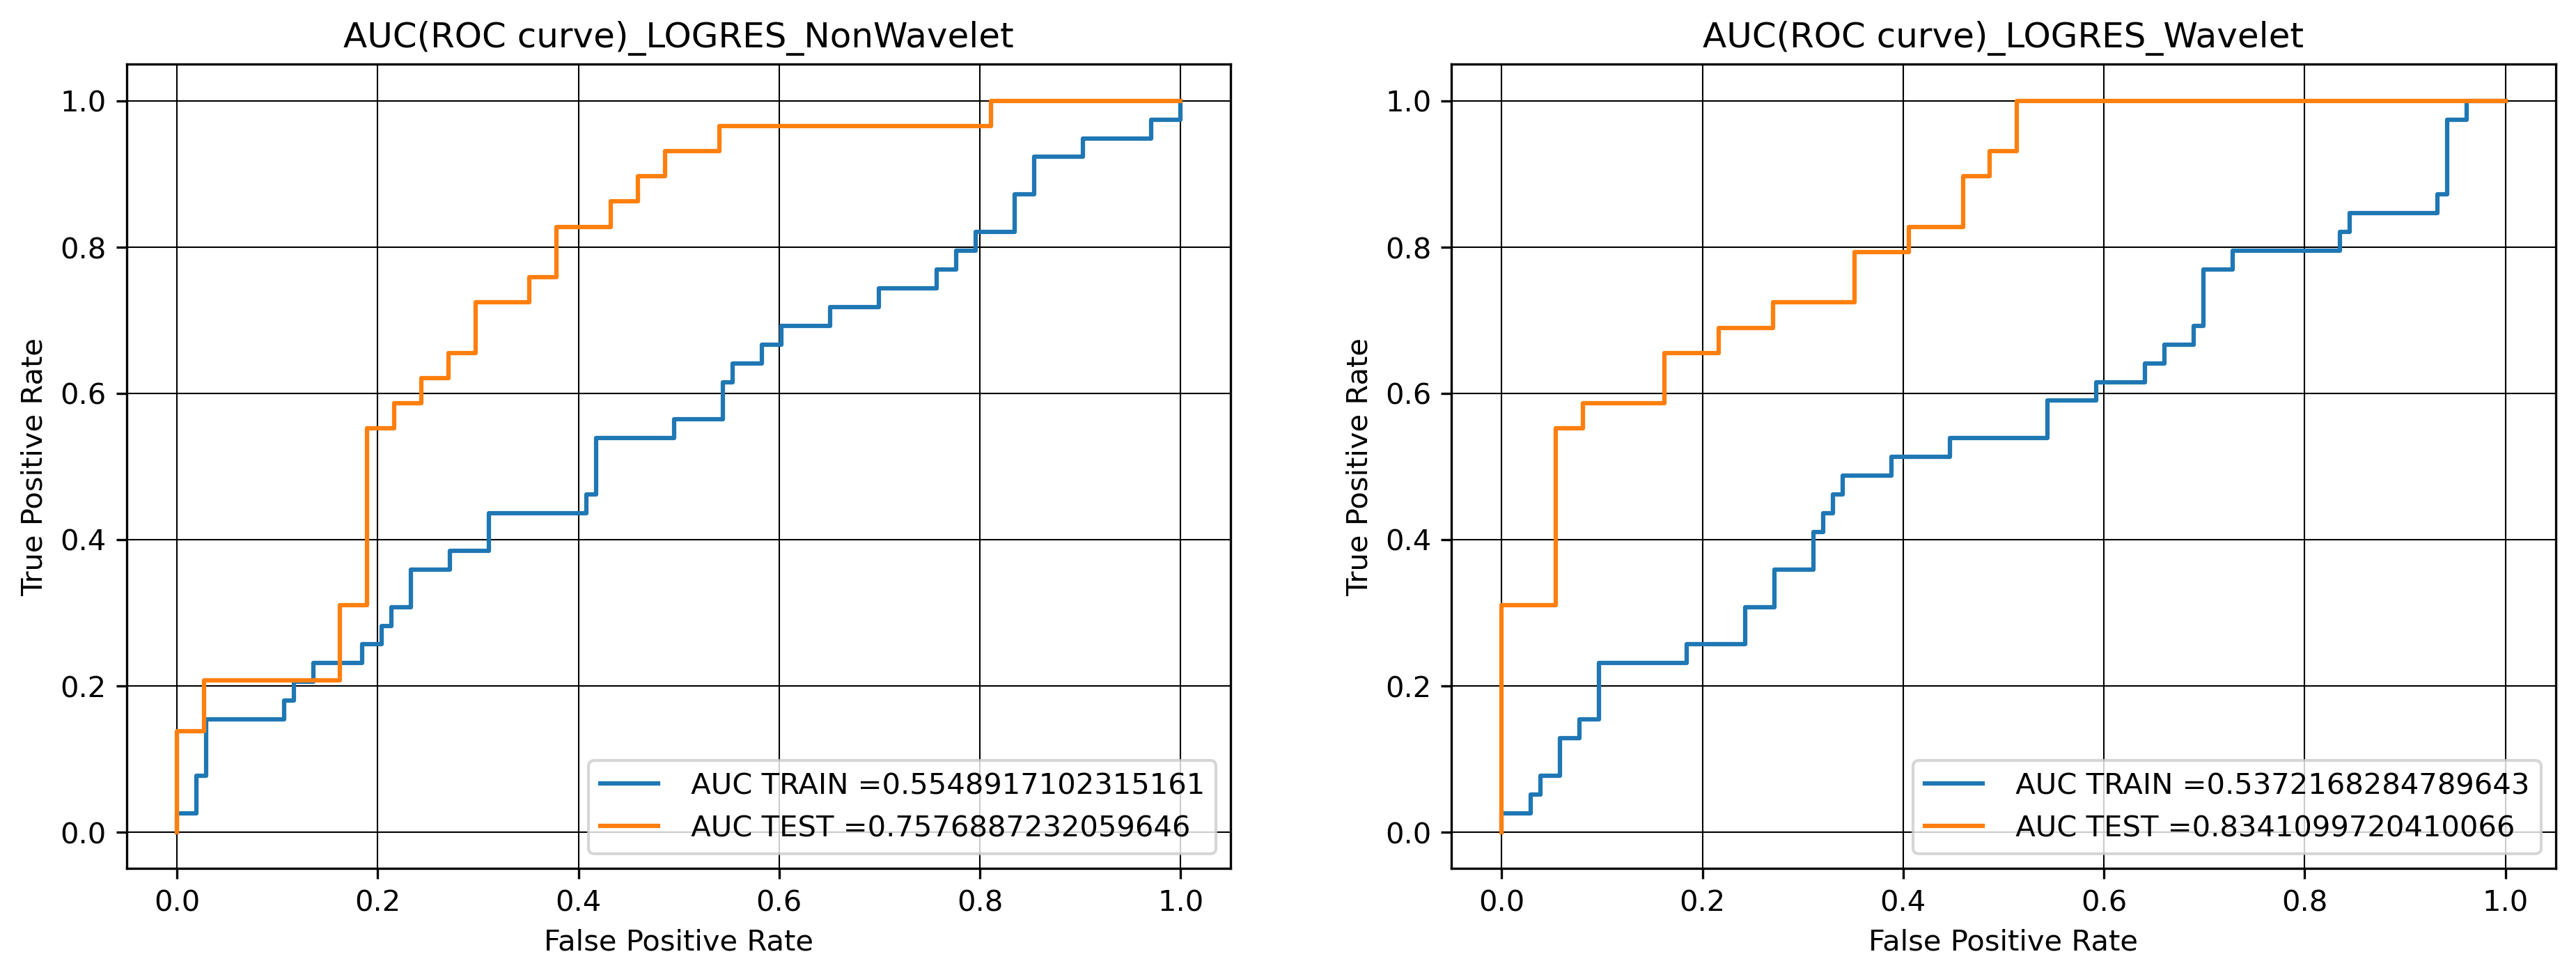 AUC(ROC curve)_LOGRES_NonWavelet
True Positive Rate
1.0
0.8
0.6
0.4
0.2
0.0
AUC TRAIN =0.5548917102315161
AUC TEST =0.7576887232059646
0.0 0.2 0.4 0.6 0.8 1.0
False Positive Rate
AUC(ROC curve)_LOGRES_Wavelet
True Positive Rate
1.0
0.8
0.6
0.4
0.2
0.0
AUC TRAIN =0.5372168284789643
AUC TEST =0.8341099720410066
0.0 0.2 0.4 0.6 0.8 1.0
False Positive Rate